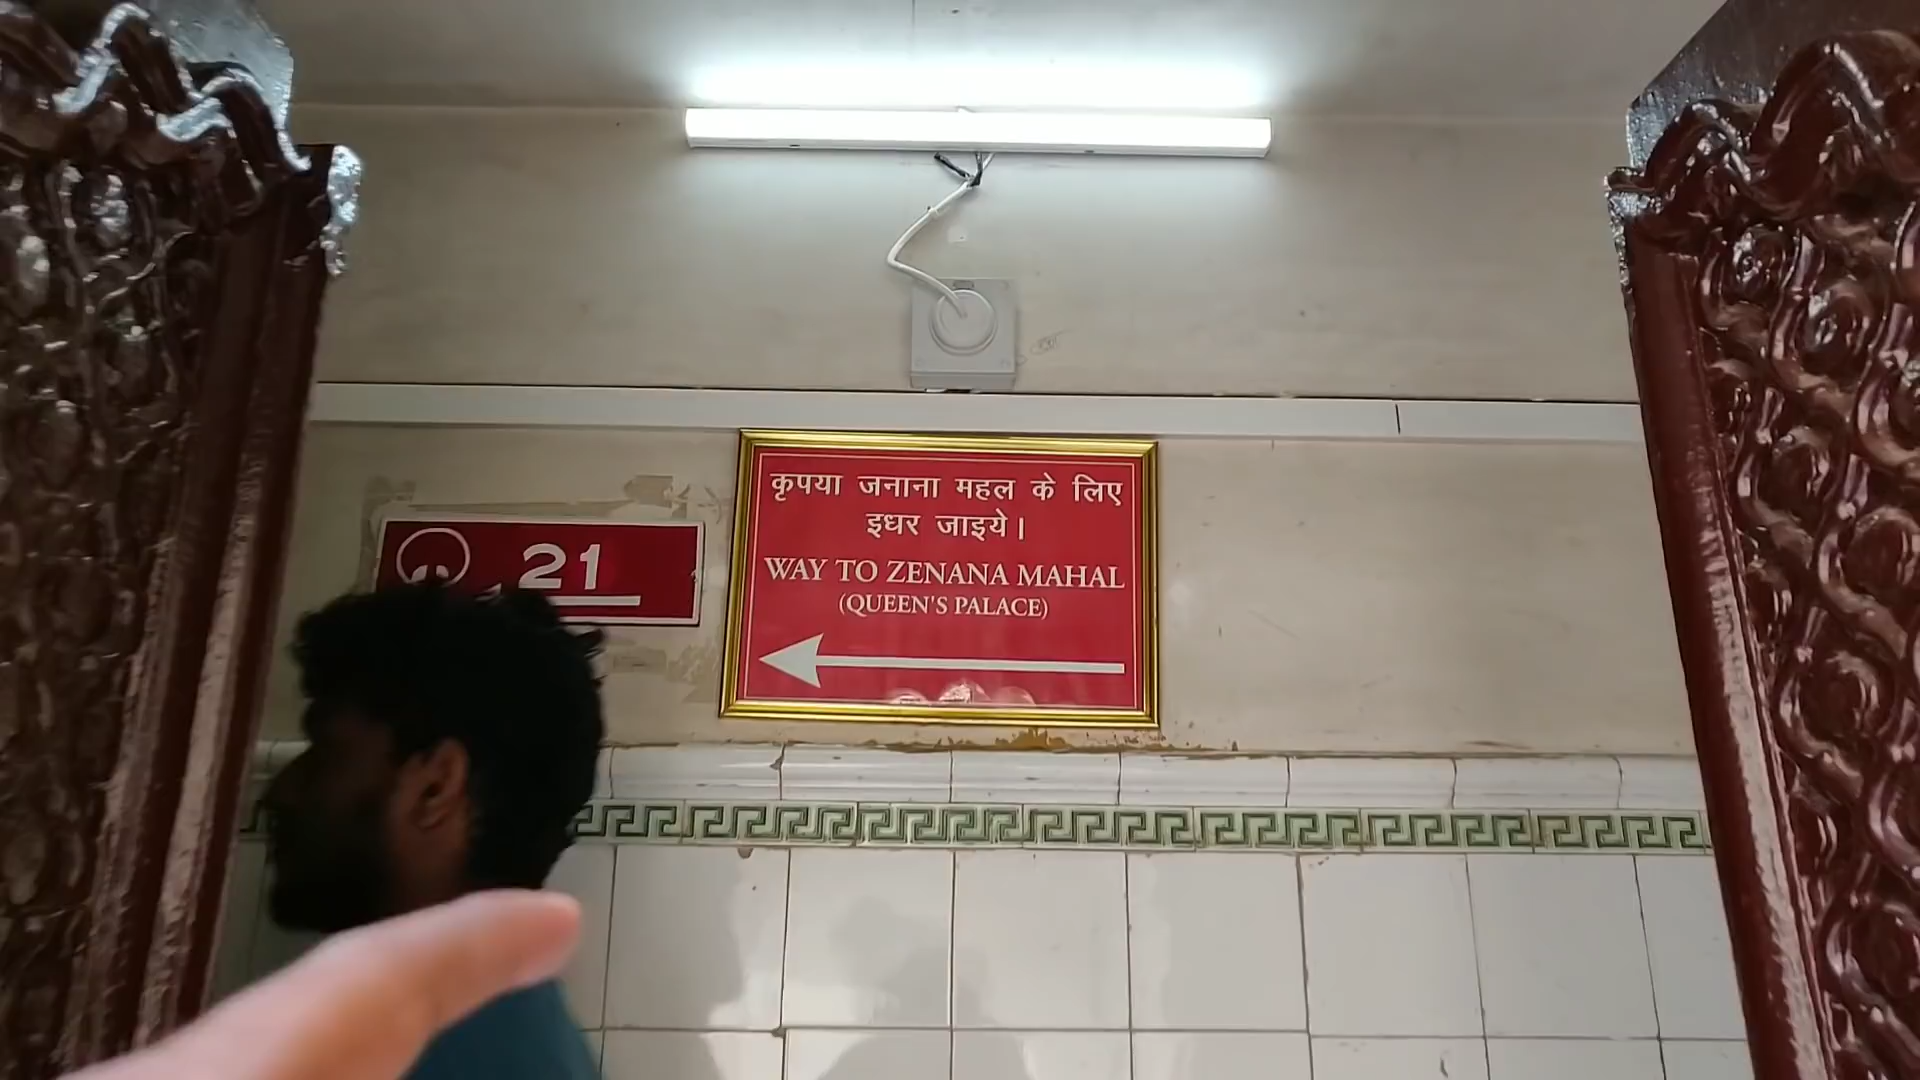 21
कृपया जनाना महल के लिए
इधर जाइये।
WAY TO ZENANA MAHAL
(QUEEN'S PALACE)